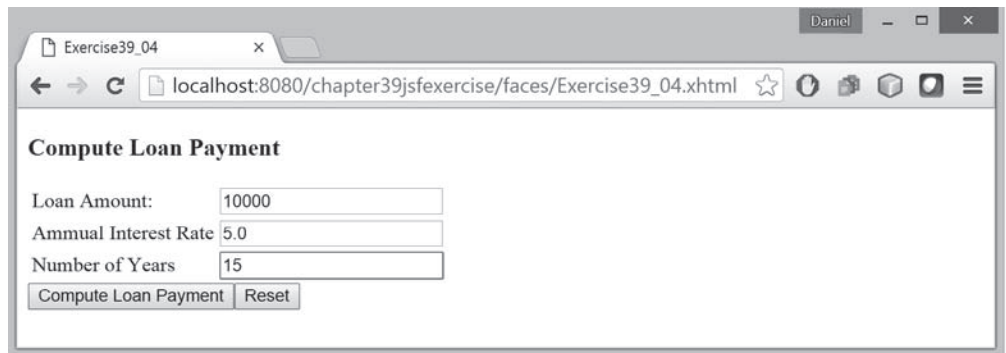 Daniel
Exercise39_04
localhost:8080/chapter39jsfexercise/faces/Exercise39_04.xhtml
Compute Loan Payment
Loan Amount: 10000
Ammual Interest Rate 5.0
Number of Years 15
Compute Loan Payment Reset